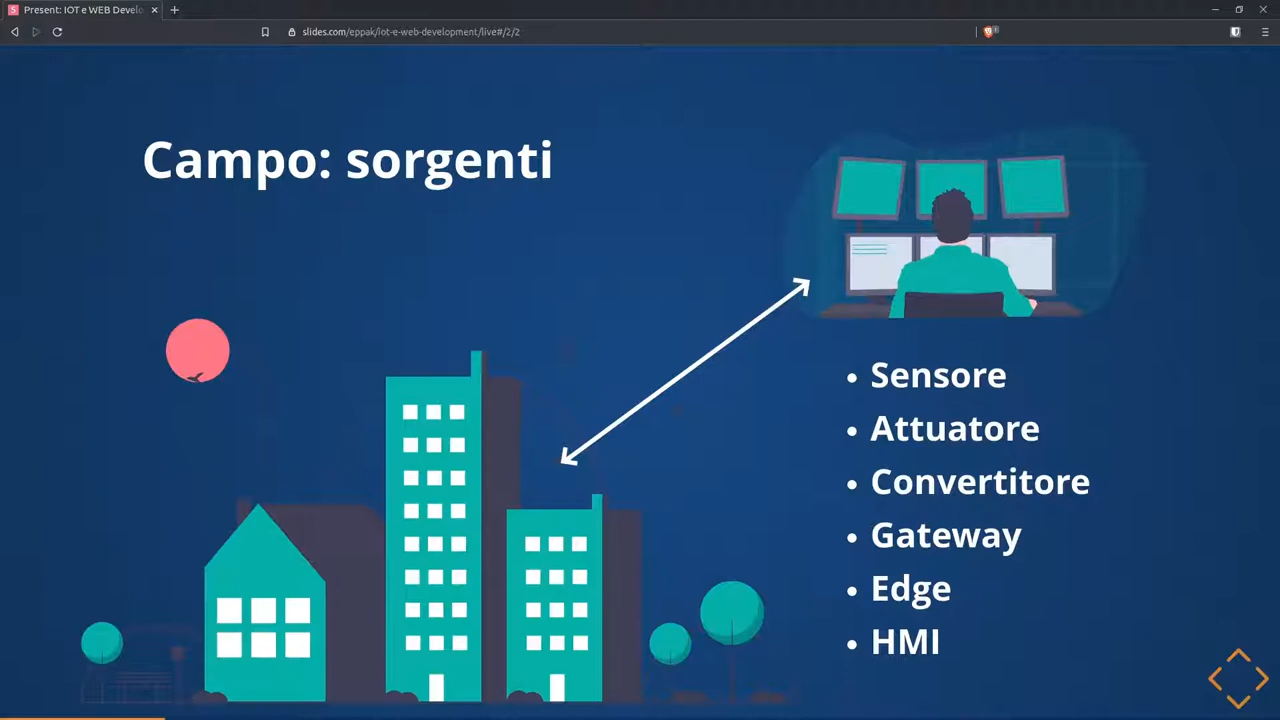 Present: IOT e WEB Develo
slides.com/eppak/iot-e-web-development/live#/2/2
Campo: sorgenti
Sensore
Attuatore
Convertitore
Gateway
Edge
HMI